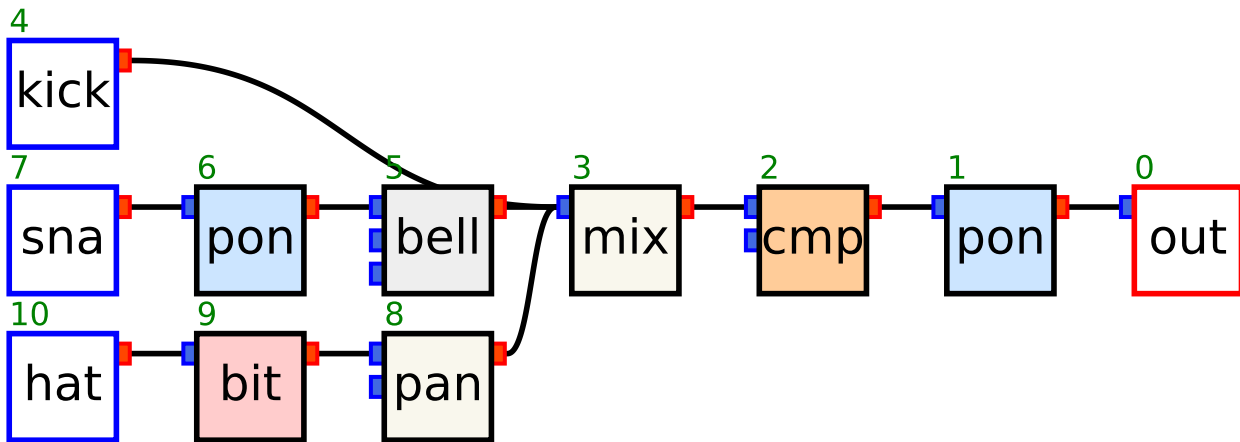 4
kick
7 6 5 3 2 1 0
sna pon bell mix cmp pon out
10 9 8
hat bit pan